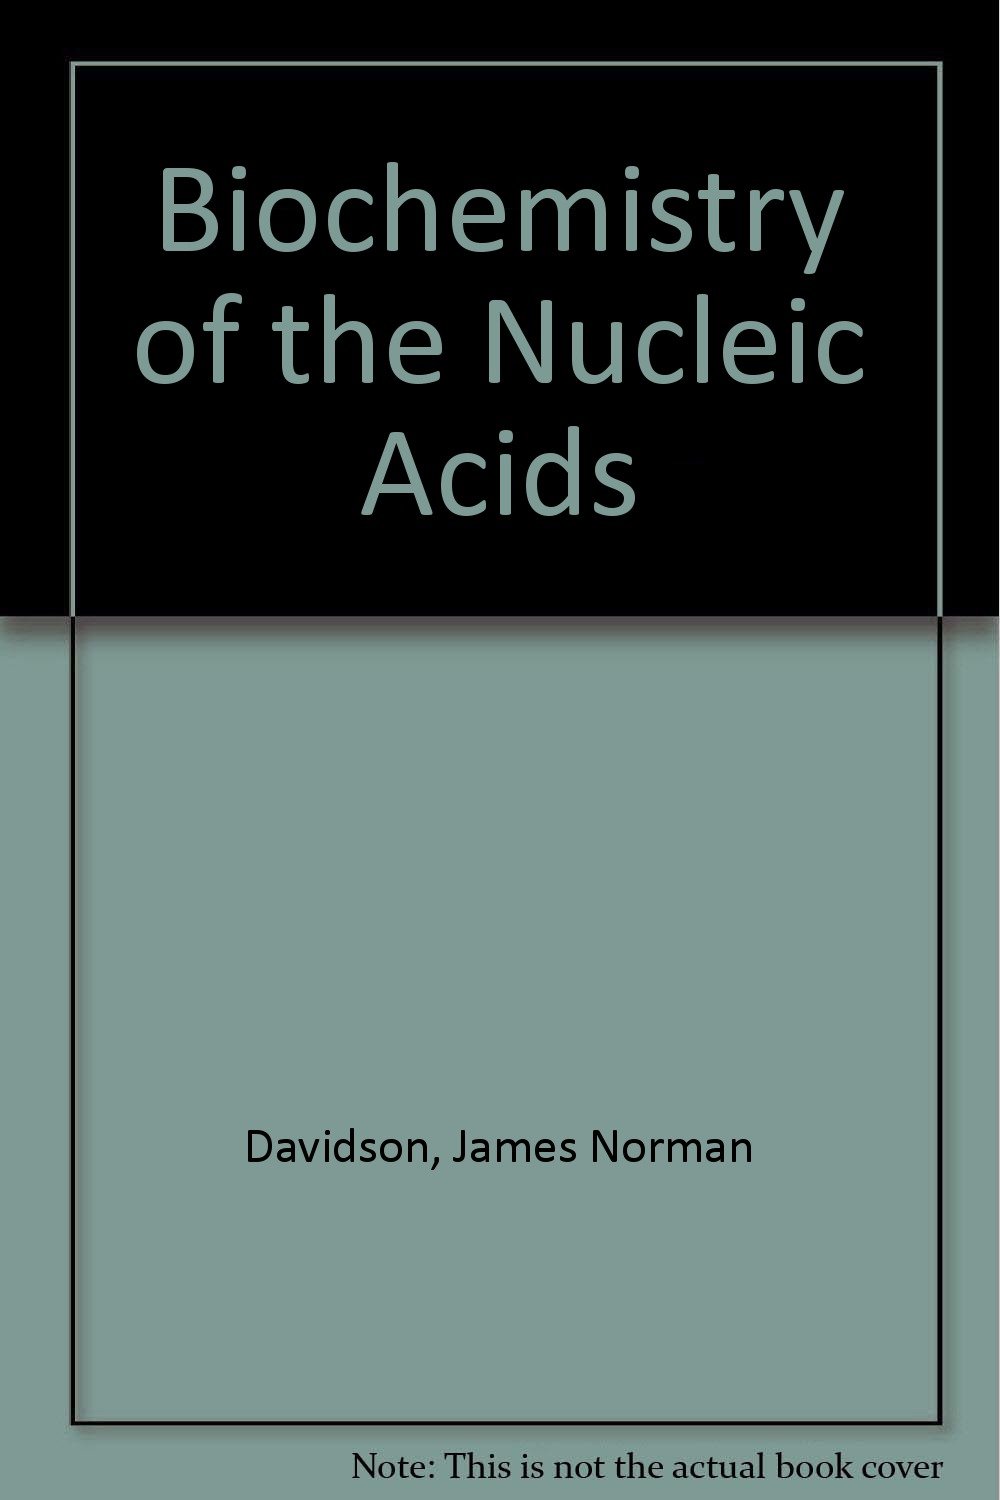 Biochemistry
of the Nucleic
Acids
Davidson, James Norman
Note: This is not the actual book cover